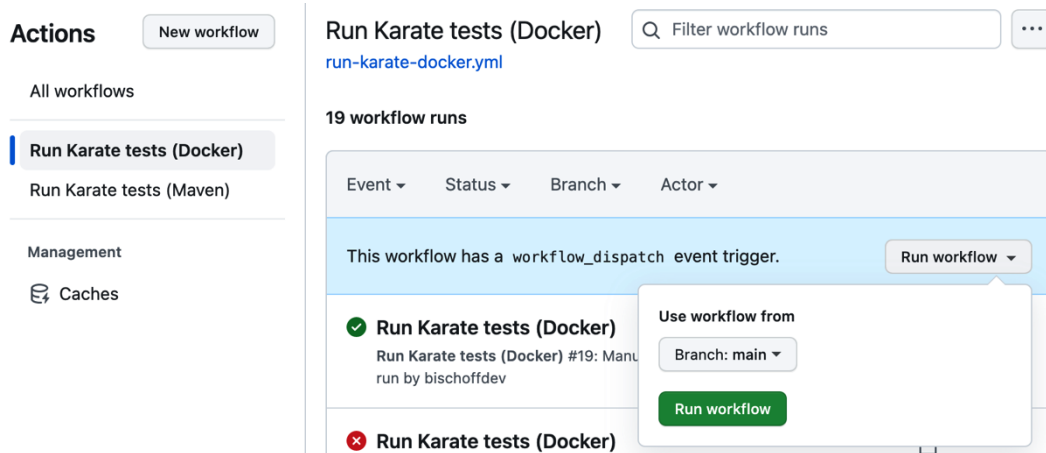 Actions
New workflow
All workflows
Run Karate tests (Docker)
Run Karate tests (Maven)
Management
Caches
Run Karate tests (Docker)
Filter workflow runs
run-karate-docker.yml
19 workflow runs
Event
Status
Branch
Actor
This workflow has a workflow_dispatch event trigger.
Run workflow
Use workflow from
Branch: main
Run workflow
Run Karate tests (Docker)
Run Karate tests (Docker) #19: Manu
run by bischoffdev
Run Karate tests (Docker)